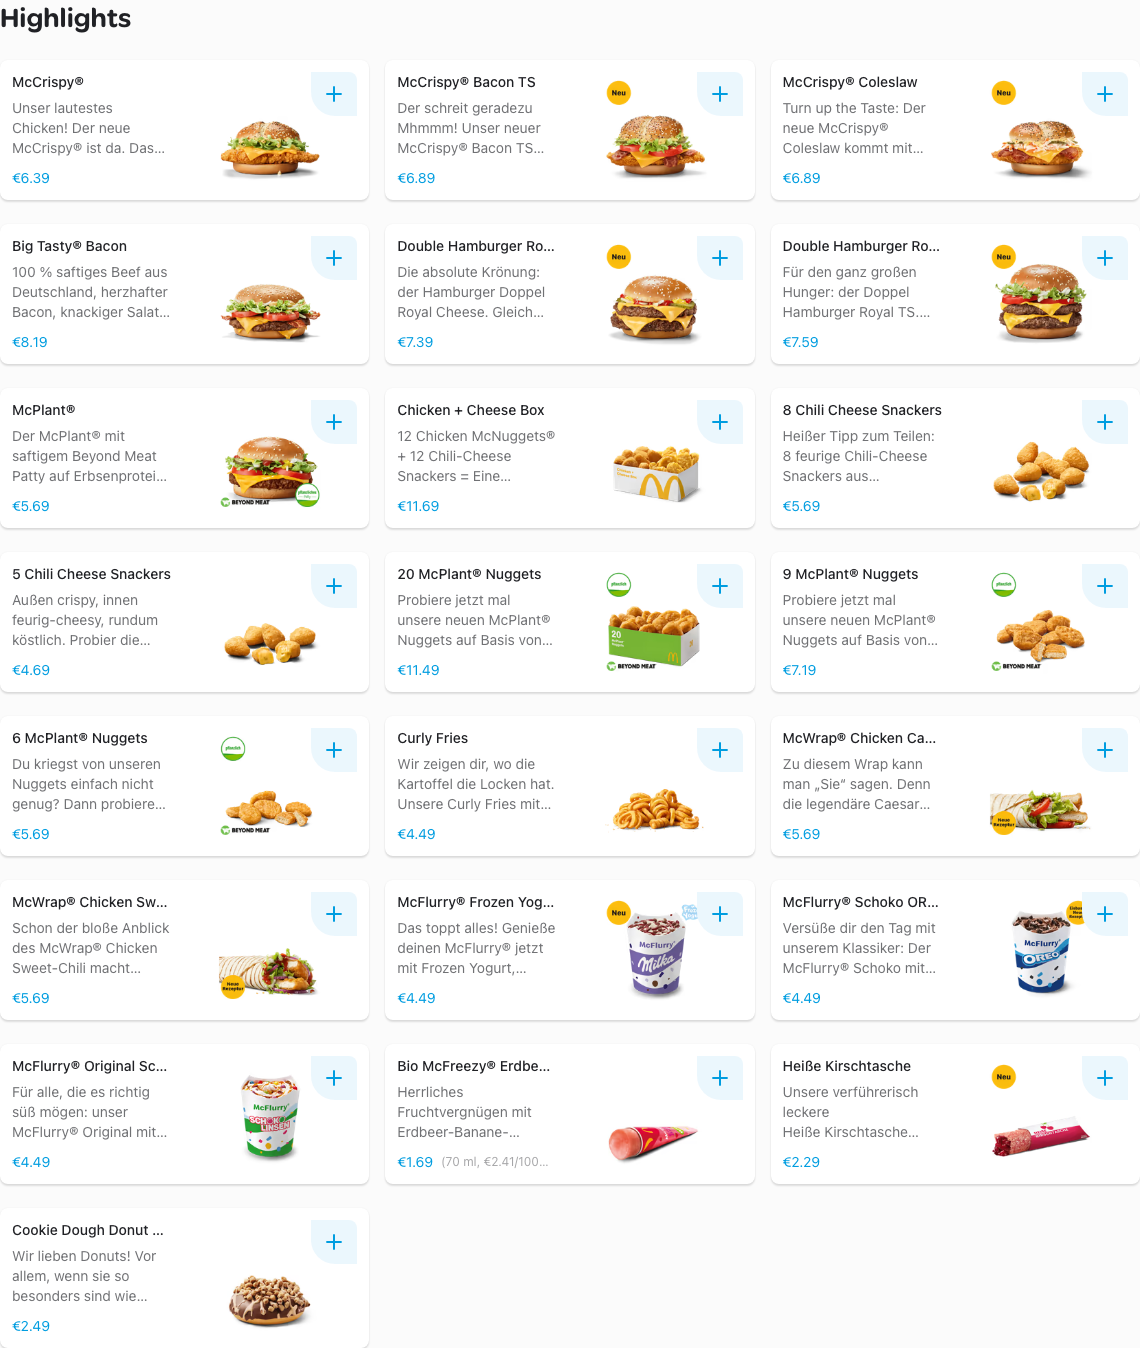 Highlights
McCrispy®
Unser lautestes
Chicken! Der neue
McCrispy® ist da. Das...
€6.39
McCrispy® Bacon TS
Der schreit geradezu
Mhmmm! Unser neuer
McCrispy® Bacon TS...
€6.89
Neu
McCrispy® Coleslaw
Turn up the Taste: Der
neue McCrispy®
Coleslaw kommt mit...
€6.89
Neu
Big Tasty® Bacon
100 % saftiges Beef aus
Deutschland, herzhafter
Bacon, knackiger Salat...
€8.19
Double Hamburger Ro...
Die absolute Krönung:
der Hamburger Doppel
Royal Cheese. Gleich...
€7.39
Neu
Double Hamburger Ro...
Für den ganz großen
Hunger: der Doppel
Hamburger Royal TS....
€7.59
Neu
McPlant®
Der McPlant® mit
saftigem Beyond Meat
Patty auf Erbsenprotei...
€5.69
BEYOND MEAT
Chicken + Cheese Box
12 Chicken McNuggets®
+ 12 Chili-Cheese
Snackers = Eine...
€11.69
8 Chili Cheese Snackers
Heißer Tipp zum Teilen:
8 feurige Chili-Cheese
Snackers aus...
€5.69
5 Chili Cheese Snackers
Außen crispy, innen
feurig-cheesy, rundum
köstlich. Probier die...
€4.69
20 McPlant® Nuggets
Probiere jetzt mal
unsere neuen McPlant®
Nuggets auf Basis von...
€11.49
20
BEYOND MEAT
9 McPlant® Nuggets
Probiere jetzt mal
unsere neuen McPlant®
Nuggets auf Basis von...
€7.19
BEYOND MEAT
6 McPlant® Nuggets
Du kriegst von unseren
Nuggets einfach nicht
genug? Dann probiere...
€5.69
BEYOND MEAT
Curly Fries
Wir zeigen dir, wo die
Kartoffel die Locken hat.
Unsere Curly Fries mit...
€4.49
McWrap® Chicken Ca...
Zu diesem Wrap kann
man „Sie“ sagen. Denn
die legendäre Caesar...
€5.69
Neue
Rezeptur
McWrap® Chicken Sw...
Schon der bloße Anblick
des McWrap® Chicken
Sweet-Chili macht...
€5.69
Neue
Rezeptur
McFlurry® Frozen Yog...
Das toppt alles! Genieße
deinen McFlurry® jetzt
mit Frozen Yogurt,...
€4.49
Neu
McFlurry®
Milka
McFlurry® Schoko OR...
Versüße dir den Tag mit
unserem Klassiker: Der
McFlurry® Schoko mit...
€4.49
McFlurry®
OREO
McFlurry® Original Sc...
Für alle, die es richtig
süß mögen: unser
McFlurry® Original mit...
€4.49
McFlurry®
SCHOKO
LINSEN
Bio McFreezy® Erdbe...
Herrliches
Fruchtvergnügen mit
Erdbeer-Banane-...
€1.69 (70 ml, €2.41/100...
Heiße Kirschtasche
Unsere verführerisch
leckere
Heiße Kirschtasche...
€2.29
Neu
Cookie Dough Donut ...
Wir lieben Donuts! Vor
allem, wenn sie so
besonders sind wie...
€2.49